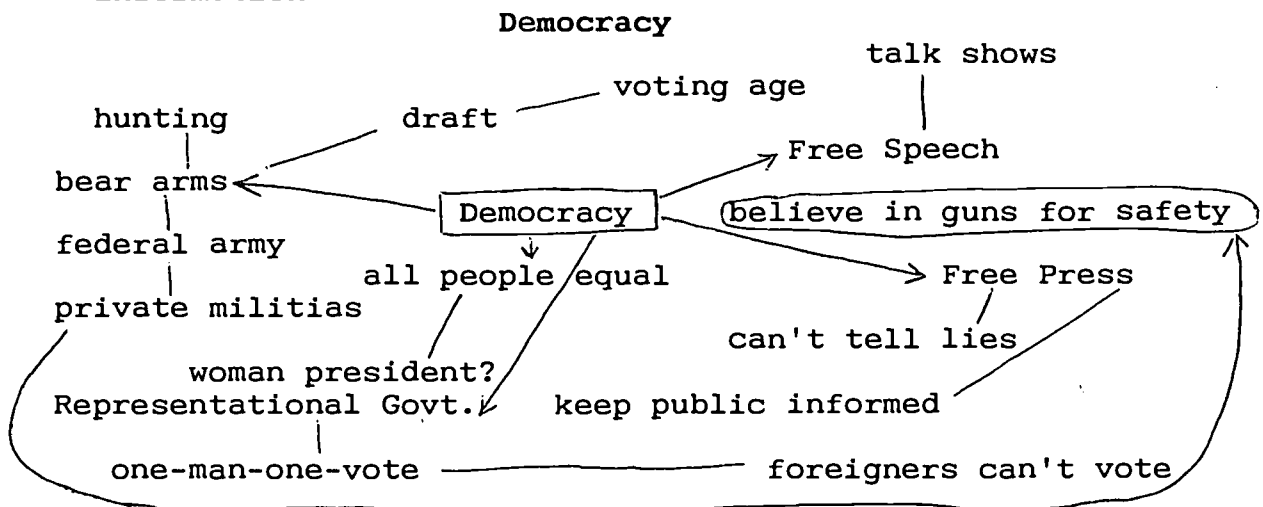 Democracy
talk shows
voting age
hunting
draft
Free Speech
bear arms
Democracy
believe in guns for safety
federal army
all people equal
Free Press
private militias
can't tell lies
woman president?
Representational Govt.
keep public informed
one-man-one-vote
foreigners can't vote